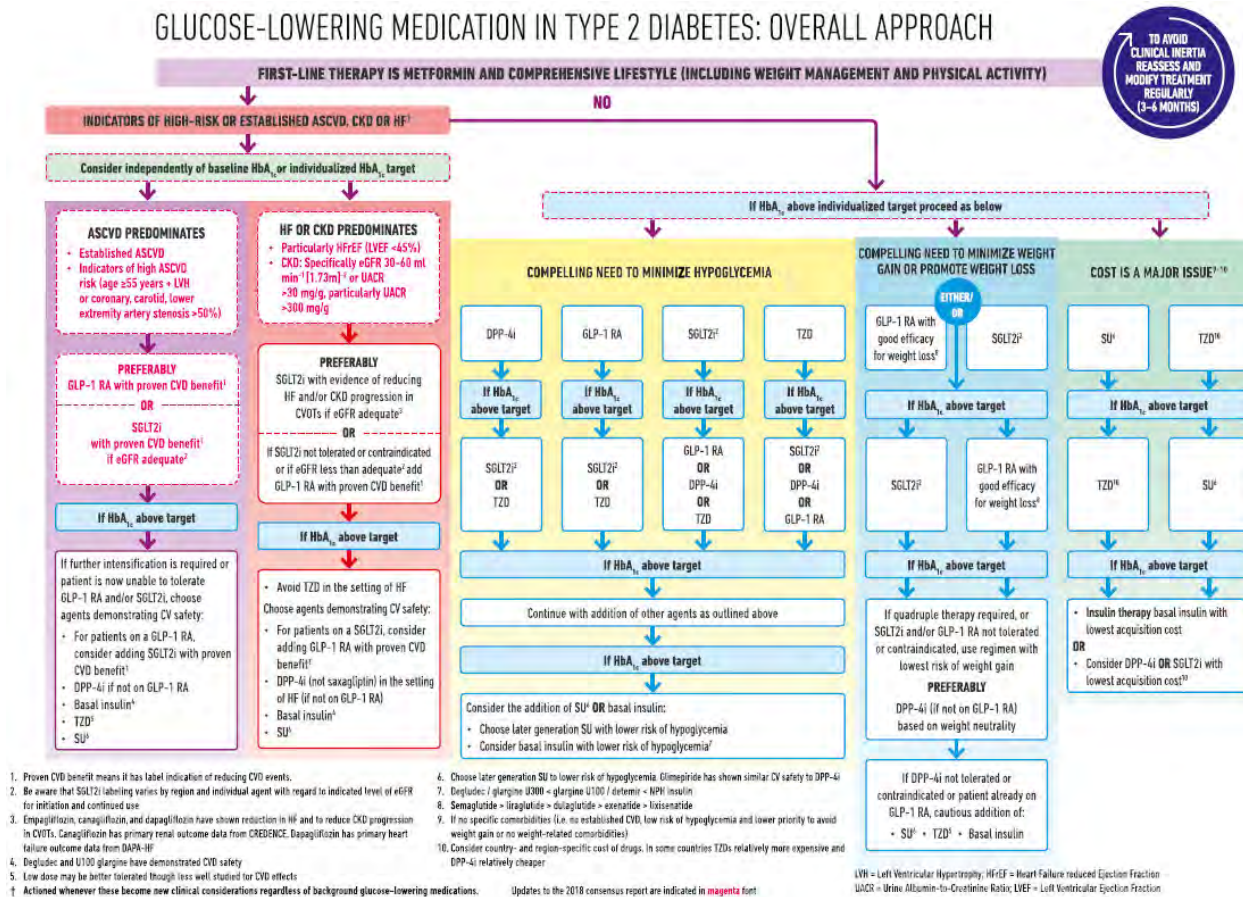 GLUCOSE-LOWERING MEDICATION IN TYPE 2 DIABETES: OVERALL APPROACH
TO AVOID
CLINICAL INERTIA
REASSESS AND
MODIFY TREATMENT
REGULARLY
(3–6 MONTHS)
FIRST-LINE THERAPY IS METFORMIN AND COMPREHENSIVE LIFESTYLE (INCLUDING WEIGHT MANAGEMENT AND PHYSICAL ACTIVITY)
NO
INDICATORS OF HIGH-RISK OR ESTABLISHED ASCVD, CKD OR HF†
Consider independently of baseline HbA1c or individualized HbA1c target
ASCVD PREDOMINATES
• Established ASCVD
• Indicators of high ASCVD
risk (age ≥55 years + LVH
or coronary, carotid, lower
extremity artery stenosis >50%)
PREFERABLY
GLP-1 RA with proven CVD benefit1
OR
SGLT2i
with proven CVD benefit1
if eGFR adequate2
If HbA1c above target
If further intensification is required or
patient is now unable to tolerate
GLP-1 RA and/or SGLT2i, choose
agents demonstrating CV safety:
• For patients on a GLP-1 RA,
consider adding SGLT2i with proven
CVD benefit1
• DPP-4i if not on GLP-1 RA
• Basal insulin4
• TZD5
• SU6
HF OR CKD PREDOMINATES
• Particularly HFrEF (LVEF <45%)
• CKD: Specifically eGFR 30–60 ml
min-1 [1.73m]-2 or UACR
>30 mg/g, particularly UACR
>300 mg/g
PREFERABLY
SGLT2i with evidence of reducing
HF and/or CKD progression in
CVOTs if eGFR adequate3
OR
If SGLT2i not tolerated or contraindicated
or if eGFR less than adequate2 add
GLP-1 RA with proven CVD benefit1
If HbA1c above target
• Avoid TZD in the setting of HF
Choose agents demonstrating CV safety:
• For patients on a SGLT2i, consider
adding GLP-1 RA with proven CVD
benefit1
• DPP-4i (not saxagliptin) in the setting
of HF (if not on GLP-1 RA)
• Basal insulin4
• SU6
If HbA1c above individualized target proceed as below
COMPELLING NEED TO MINIMIZE HYPOGLYCEMIA
DPP-4i
GLP-1 RA
SGLT2i2
TZD
If HbA1c
above target
If HbA1c
above target
If HbA1c
above target
If HbA1c
above target
SGLT2i2
OR
TZD
SGLT2i2
OR
TZD
GLP-1 RA
OR
DPP-4i
OR
TZD
SGLT2i2
OR
DPP-4i
OR
GLP-1 RA
If HbA1c above target
Continue with addition of other agents as outlined above
If HbA1c above target
Consider the addition of SU6 OR basal insulin:
• Choose later generation SU with lower risk of hypoglycemia
• Consider basal insulin with lower risk of hypoglycemia7
COMPELLING NEED TO MINIMIZE WEIGHT
GAIN OR PROMOTE WEIGHT LOSS
EITHER/
OR
GLP-1 RA with
good efficacy
for weight loss8
SGLT2i2
If HbA1c above target
SGLT2i2
GLP-1 RA with
good efficacy
for weight loss8
If HbA1c above target
If quadruple therapy required, or
SGLT2i and/or GLP-1 RA not tolerated
or contraindicated, use regimen with
lowest risk of weight gain
PREFERABLY
DPP-4i (if not on GLP-1 RA)
based on weight neutrality
If DPP-4i not tolerated or
contraindicated or patient already on
GLP-1 RA, cautious addition of:
• SU6 • TZD5 • Basal insulin
COST IS A MAJOR ISSUE9-10
SU6
TZD10
If HbA1c above target
TZD10
SU6
If HbA1c above target
• Insulin therapy basal insulin with
lowest acquisition cost
OR
• Consider DPP-4i OR SGLT2i with
lowest acquisition cost10
1. Proven CVD benefit means it has label indication of reducing CVD events.
2. Be aware that SGLT2i labeling varies by region and individual agent with regard to indicated level of eGFR
for initiation and continued use
3. Empagliflozin, canagliflozin, and dapagliflozin have shown reduction in HF and to reduce CKD progression
in CVOTs. Canagliflozin has primary renal outcome data from CREDENCE. Dapagliflozin has primary heart
failure outcome data from DAPA-HF
4. Degludec and U100 glargine have demonstrated CVD safety
5. Low dose may be better tolerated though less well studied for CVD effects
† Actioned whenever these become new clinical considerations regardless of background glucose-lowering medications.
6. Choose later generation SU to lower risk of hypoglycemia. Glimepiride has shown similar CV safety to DPP-4i
7. Degludec / glargine U300 < glargine U100 / detemir < NPH insulin
8. Semaglutide > liraglutide > dulaglutide > exenatide > lixisenatide
9. If no specific comorbidities (i.e. no established CVD, low risk of hypoglycemia and lower priority to avoid
weight gain or no weight-related comorbidities)
10. Consider country- and region-specific cost of drugs. In some countries TZDs relatively more expensive and
DPP-4i relatively cheaper
Updates to the 2018 consensus report are indicated in magenta font
LVH = Left Ventricular Hypertrophy; HFrEF = Heart Failure reduced Ejection Fraction
UACR = Urine Albumin-to-Creatinine Ratio; LVEF = Left Ventricular Ejection Fraction